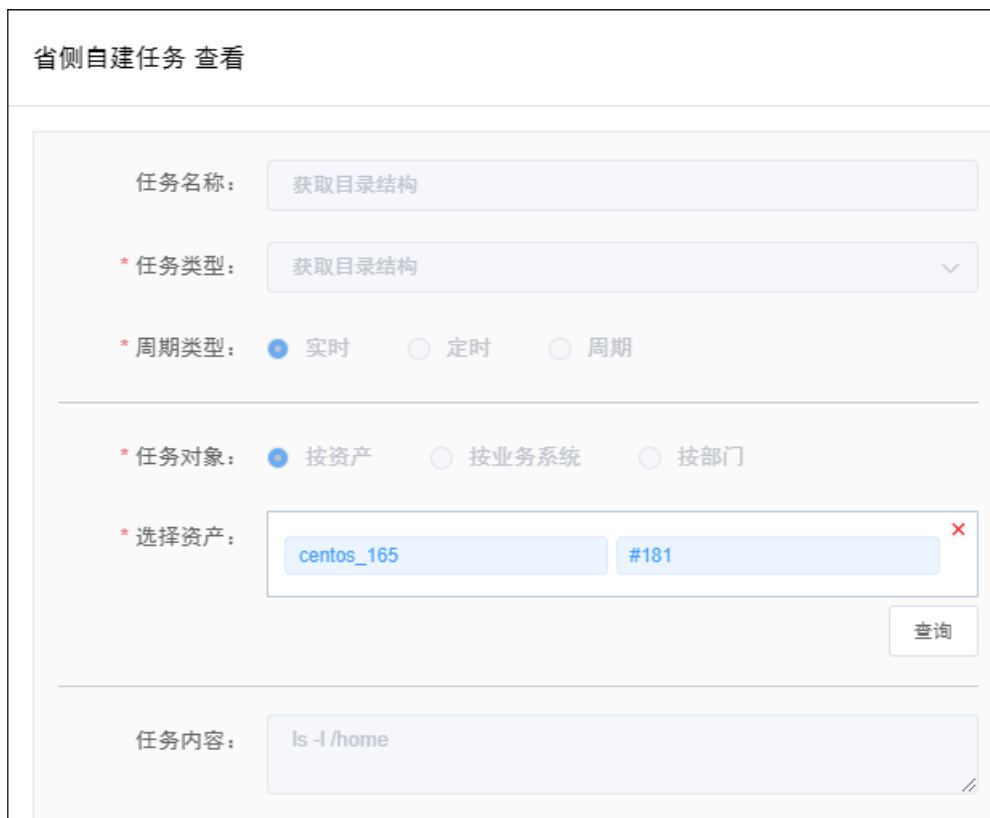 省侧自建任务 查看
任务名称： 获取目录结构
* 任务类型： 获取目录结构
* 周期类型： 实时 定时 周期
* 任务对象： 按资产 按业务系统 按部门
* 选择资产： centos_165 #181
查询
任务内容： ls -l /home